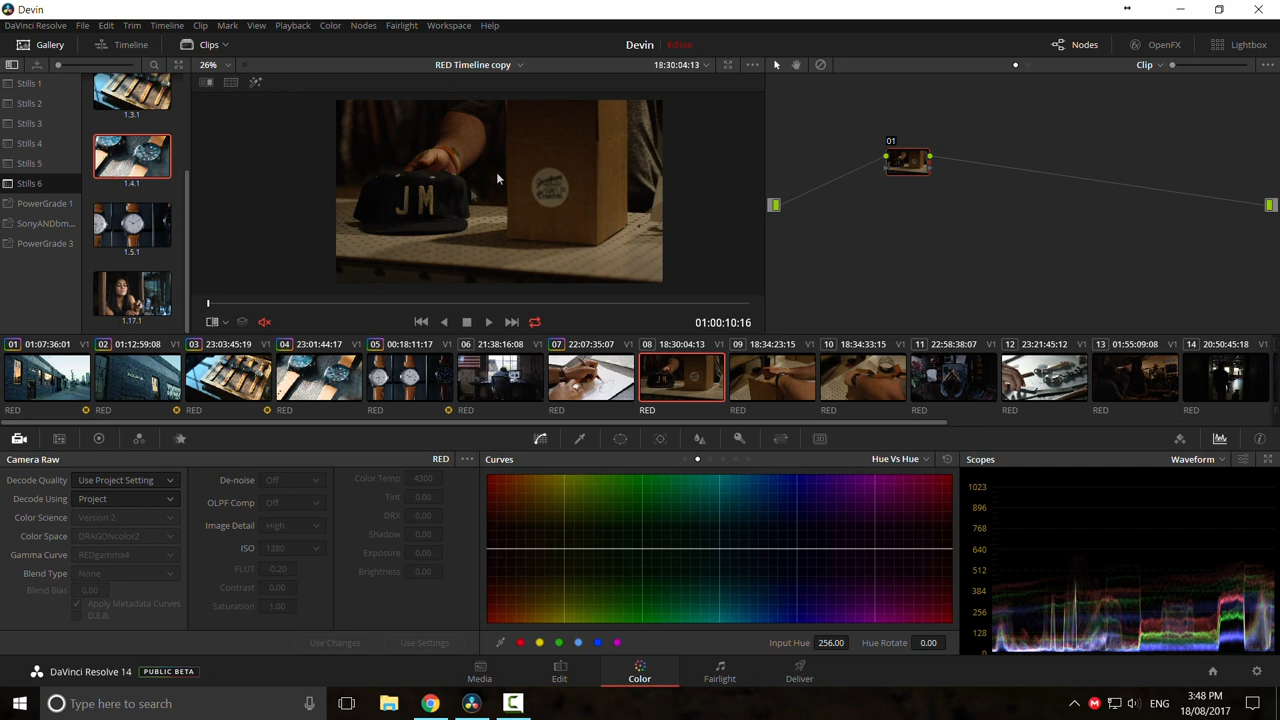 Devin
DaVinci Resolve File Edit Trim Timeline Clip Mark View Playback Color Nodes Fairlight Workspace Help
Gallery Timeline Clips Devin Edited Nodes OpenFX Lightbox
26% RED Timeline copy 18:30:04:13 Clip
Stills 1
Stills 2
Stills 3
Stills 4
Stills 5
Stills 6
PowerGrade 1
SonyANDbm...
PowerGrade 3
1.3.1
1.4.1
1.5.1
1.17.1
JM
01
01:00:10:16
01 01:07:36:01 V1 02 01:12:59:08 V1 03 23:03:45:19 V1 04 23:01:44:17 V1 05 00:18:11:17 V1 06 21:38:16:08 V1 07 22:07:35:07 V1 08 18:30:04:13 V1 09 18:34:23:15 V1 10 18:34:33:15 V1 11 22:58:38:07 V1 12 23:21:45:12 V1 13 01:55:09:08 V1 14 20:50:45:18 V1
RED RED RED RED RED RED RED RED RED RED RED RED RED RED
Camera Raw RED Curves Hue Vs Hue Scopes Waveform
Decode Quality Use Project Setting
Decode Using Project
Color Science Version 2
Color Space DRAGONcolor2
Gamma Curve REDgamma4
Blend Type None
Blend Bias 0.00
Apply Metadata Curves
D.E.B.
De-noise Off
OLPF Comp Off
Image Detail High
ISO 1280
FLUT -0.20
Contrast 0.00
Saturation 1.00
Color Temp 4300
Tint 0.00
DRX 0.00
Shadow 0.00
Exposure 0.00
Brightness 0.00
Use Changes Use Settings
Input Hue 256.00 Hue Rotate 0.00
1023
896
768
640
512
384
256
128
0
DaVinci Resolve 14 PUBLIC BETA
Media Edit Color Fairlight Deliver
Type here to search
ENG
3:48 PM
18/08/2017